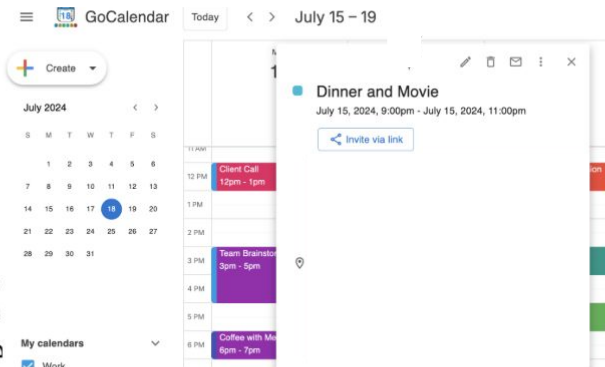 GoCalendar
18
Today
July 15 – 19
Create
July 2024
S M T W T F S
1 2 3 4 5 6
7 8 9 10 11 12 13
14 15 16 17 18 19 20
21 22 23 24 25 26 27
28 29 30 31
My calendars
Work
11 AM
12 PM
1 PM
2 PM
3 PM
4 PM
5 PM
6 PM
Client Call
12pm - 1pm
Team Brainstor
3pm - 5pm
Coffee with Me
6pm - 7pm
Dinner and Movie
July 15, 2024, 9:00pm - July 15, 2024, 11:00pm
Invite via link
ion